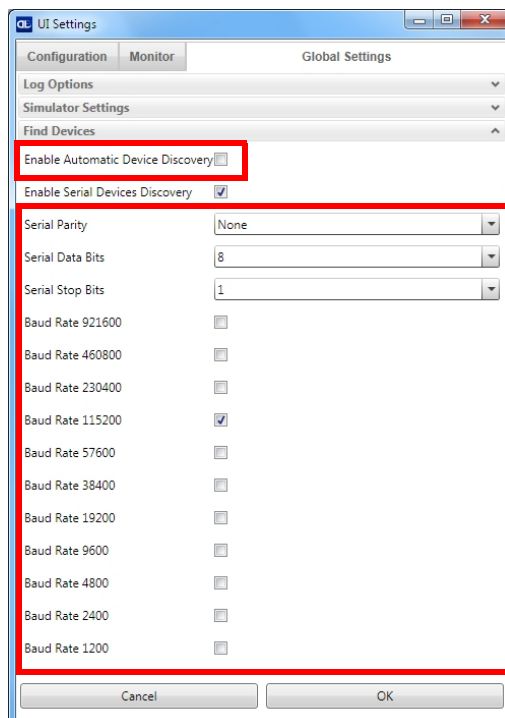 UI Settings
Configuration Monitor Global Settings
Log Options
Simulator Settings
Find Devices
Enable Automatic Device Discovery
Enable Serial Devices Discovery
Serial Parity None
Serial Data Bits 8
Serial Stop Bits 1
Baud Rate 921600
Baud Rate 460800
Baud Rate 230400
Baud Rate 115200
Baud Rate 57600
Baud Rate 38400
Baud Rate 19200
Baud Rate 9600
Baud Rate 4800
Baud Rate 2400
Baud Rate 1200
Cancel OK